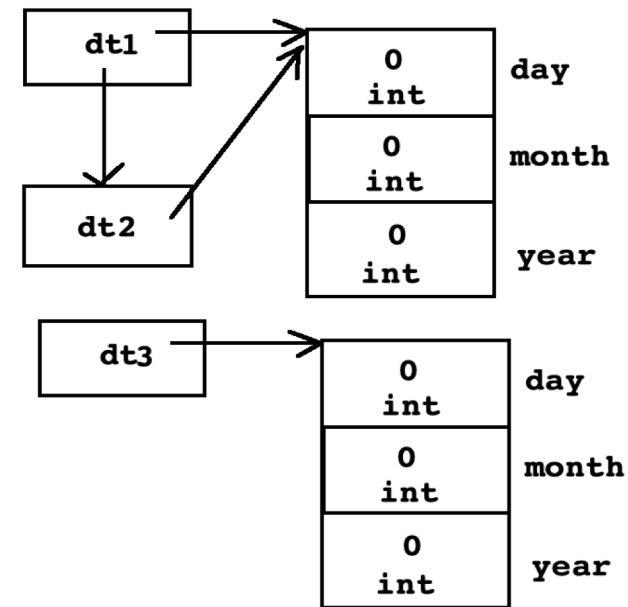 dt1
0
int
day
0
int
month
dt2
0
int
year
dt3
0
int
day
0
int
month
0
int
year